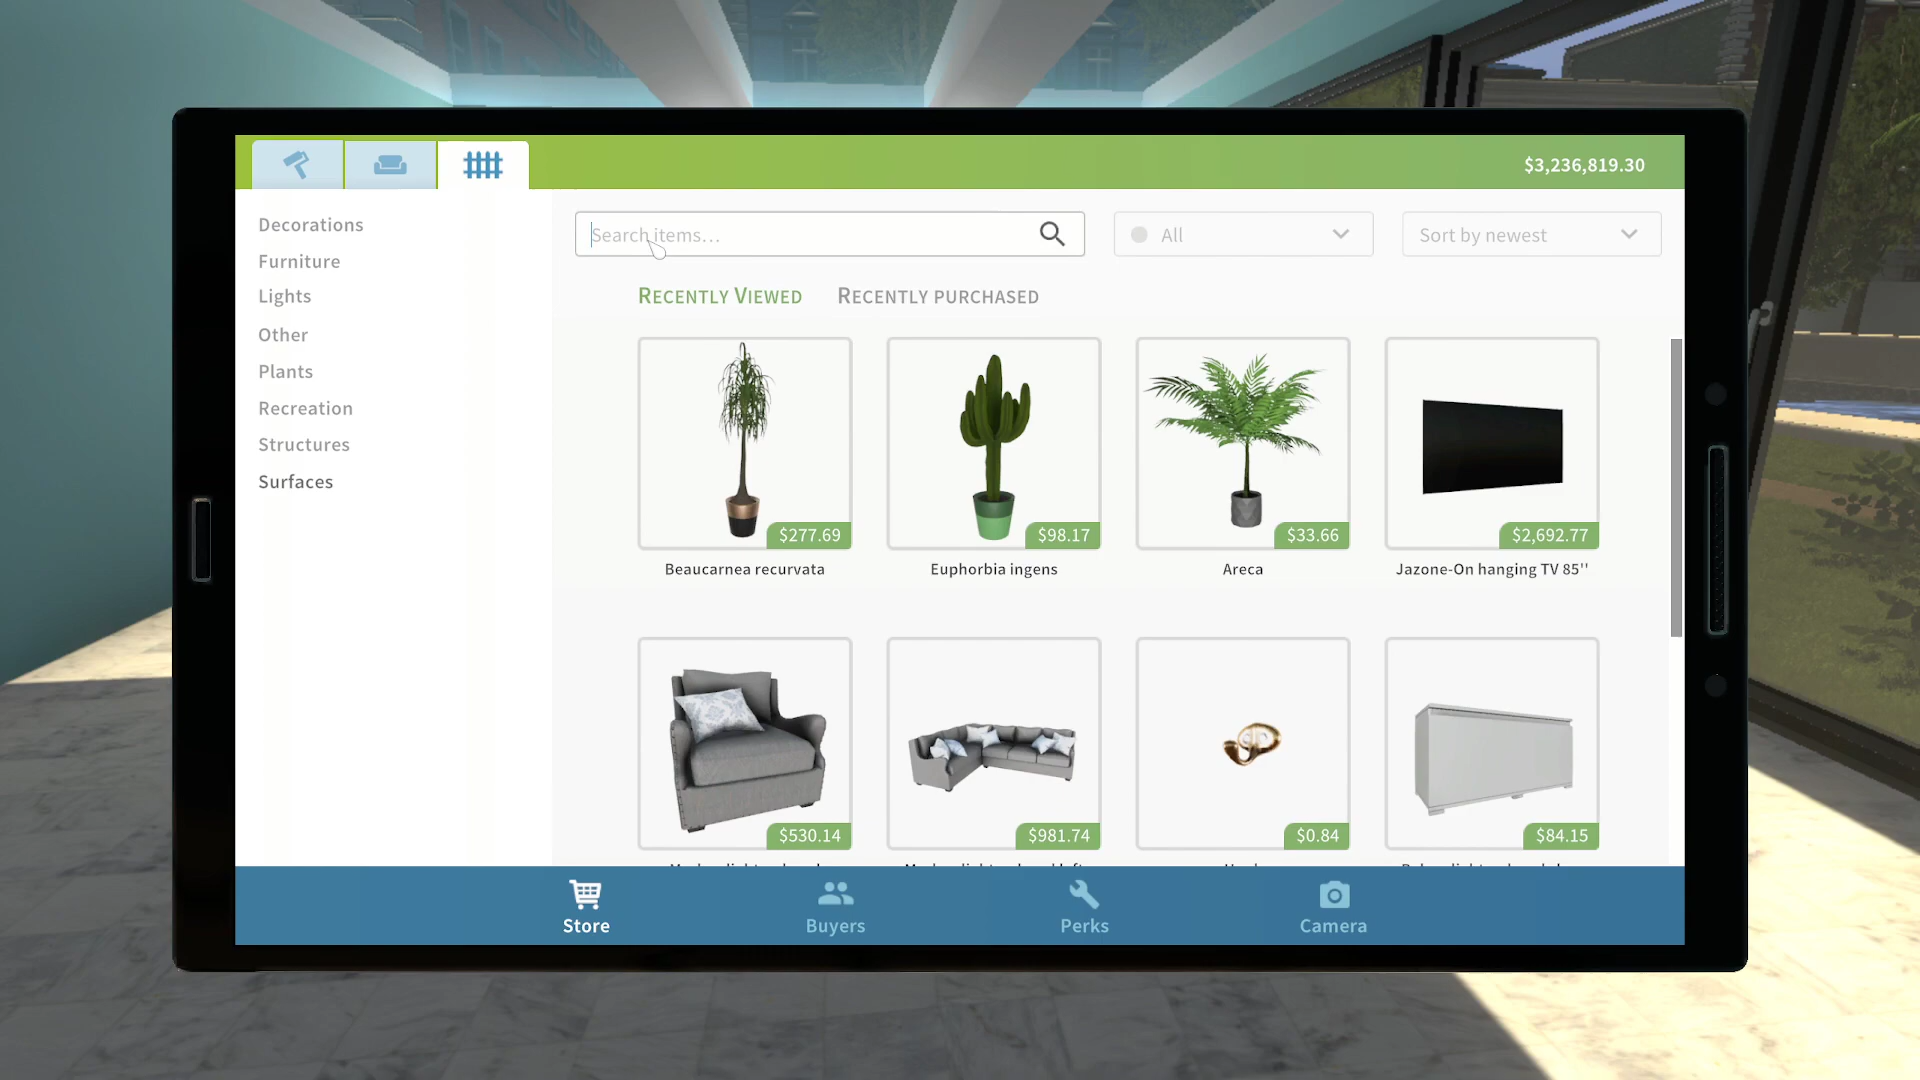 $3,236,819.30
Decorations
Furniture
Lights
Other
Plants
Recreation
Structures
Surfaces
Search items...
All
Sort by newest
RECENTLY VIEWED
RECENTLY PURCHASED
$277.69
$98.17
$33.66
$2,692.77
Beaucarnea recurvata
Euphorbia ingens
Areca
Jazone-On hanging TV 85''
$530.14
$981.74
$0.84
$84.15
Store
Buyers
Perks
Camera